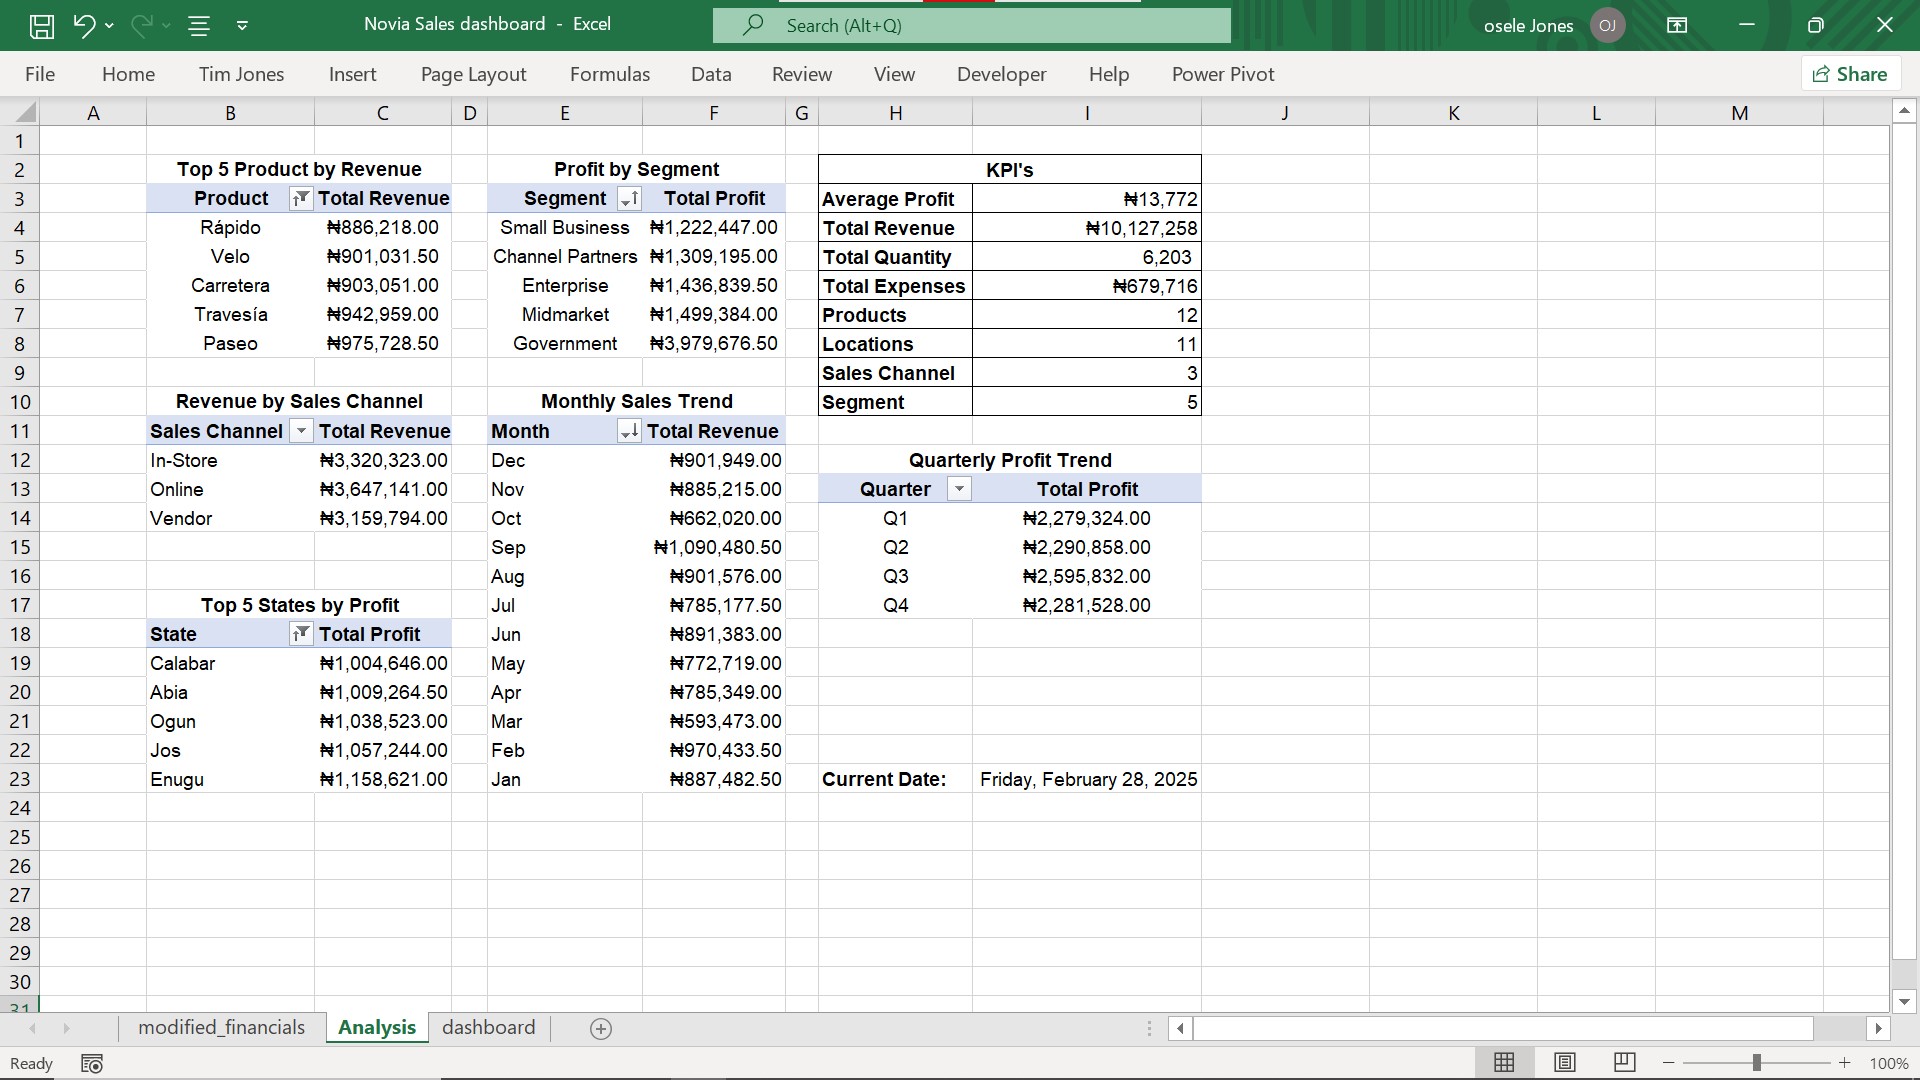 Novia Sales dashboard - Excel
Search (Alt+Q)
osele Jones
OJ
File Home Tim Jones Insert Page Layout Formulas Data Review View Developer Help Power Pivot
Share
A B C D E F G H I J K L M
1
2 Top 5 Product by Revenue Profit by Segment KPI's
3 Product Total Revenue Segment Total Profit Average Profit ₦13,772
4 Rápido ₦886,218.00 Small Business ₦1,222,447.00 Total Revenue ₦10,127,258
5 Velo ₦901,031.50 Channel Partners ₦1,309,195.00 Total Quantity 6,203
6 Carretera ₦903,051.00 Enterprise ₦1,436,839.50 Total Expenses ₦679,716
7 Travesía ₦942,959.00 Midmarket ₦1,499,384.00 Products 12
8 Paseo ₦975,728.50 Government ₦3,979,676.50 Locations 11
9 Sales Channel 3
10 Revenue by Sales Channel Monthly Sales Trend Segment 5
11 Sales Channel Total Revenue Month Total Revenue
12 In-Store ₦3,320,323.00 Dec ₦901,949.00 Quarterly Profit Trend
13 Online ₦3,647,141.00 Nov ₦885,215.00 Quarter Total Profit
14 Vendor ₦3,159,794.00 Oct ₦662,020.00 Q1 ₦2,279,324.00
15 Sep ₦1,090,480.50 Q2 ₦2,290,858.00
16 Aug ₦901,576.00 Q3 ₦2,595,832.00
17 Top 5 States by Profit Jul ₦785,177.50 Q4 ₦2,281,528.00
18 State Total Profit Jun ₦891,383.00
19 Calabar ₦1,004,646.00 May ₦772,719.00
20 Abia ₦1,009,264.50 Apr ₦785,349.00
21 Ogun ₦1,038,523.00 Mar ₦593,473.00
22 Jos ₦1,057,244.00 Feb ₦970,433.50
23 Enugu ₦1,158,621.00 Jan ₦887,482.50 Current Date: Friday, February 28, 2025
24
25
26
27
28
29
30
31
modified_financials Analysis dashboard
Ready
100%